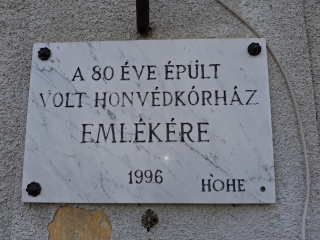 A 80 ÉVE ÉPÜLT
VOLT HONVÉDKÓRHÁZ
EMLÉKÉRE
1996 HOHE